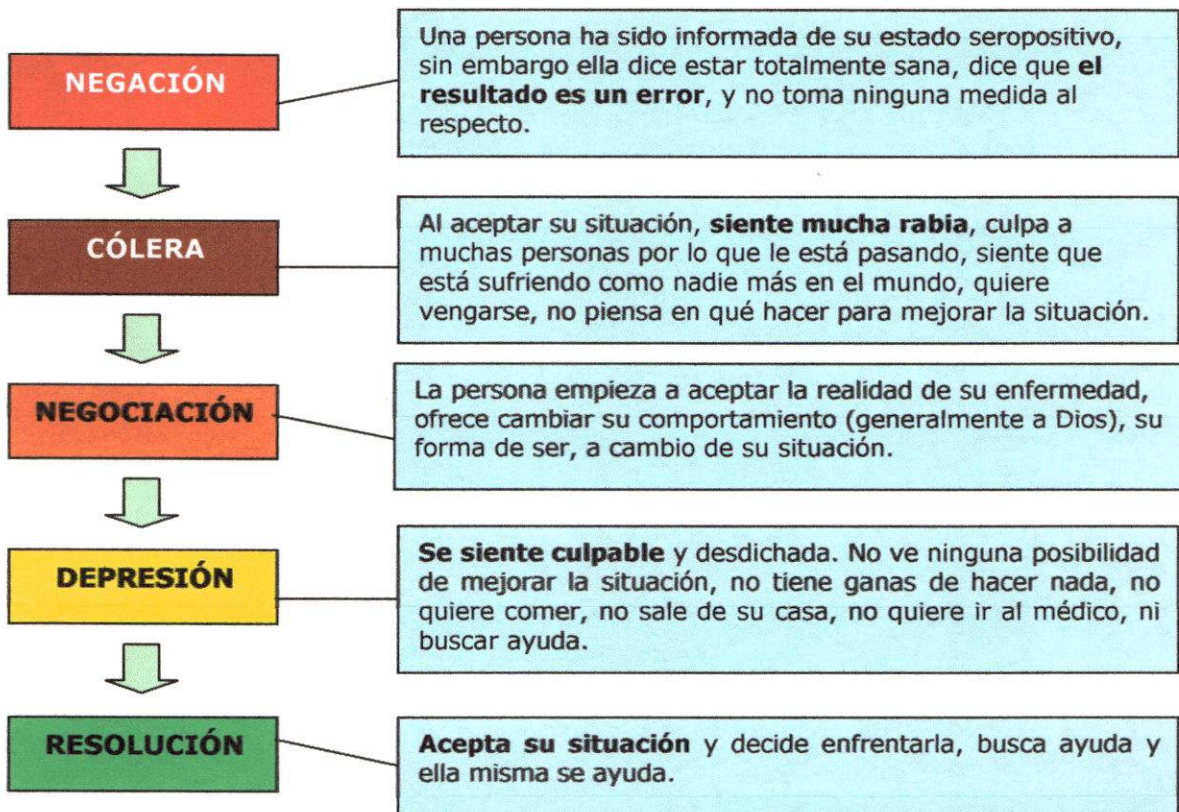 NEGACIÓN
Una persona ha sido informada de su estado seropositivo,
sin embargo ella dice estar totalmente sana, dice que el
resultado es un error, y no toma ninguna medida al
respecto.
CÓLERA
Al aceptar su situación, siente mucha rabia, culpa a
muchas personas por lo que le está pasando, siente que
está sufriendo como nadie más en el mundo, quiere
vengarse, no piensa en qué hacer para mejorar la situación.
NEGOCIACIÓN
La persona empieza a aceptar la realidad de su enfermedad,
ofrece cambiar su comportamiento (generalmente a Dios), su
forma de ser, a cambio de su situación.
DEPRESIÓN
Se siente culpable y desdichada. No ve ninguna posibilidad
de mejorar la situación, no tiene ganas de hacer nada, no
quiere comer, no sale de su casa, no quiere ir al médico, ni
buscar ayuda.
RESOLUCIÓN
Acepta su situación y decide enfrentarla, busca ayuda y
ella misma se ayuda.